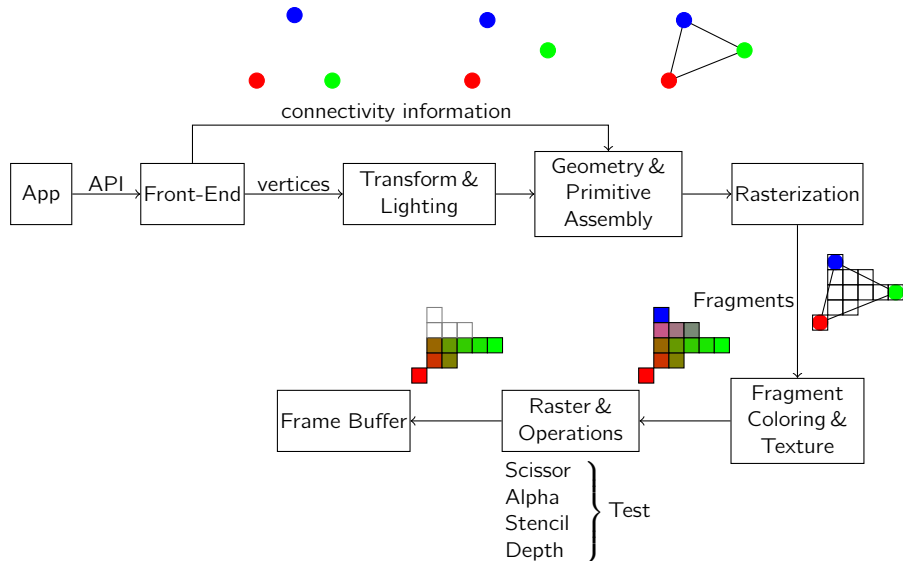 connectivity information
App
API
Front-End
vertices
Transform &
Lighting
Geometry &
Primitive
Assembly
Rasterization
Fragments
Frame Buffer
Raster &
Operations
Fragment
Coloring &
Texture
Scissor
Alpha
Stencil
Depth
Test